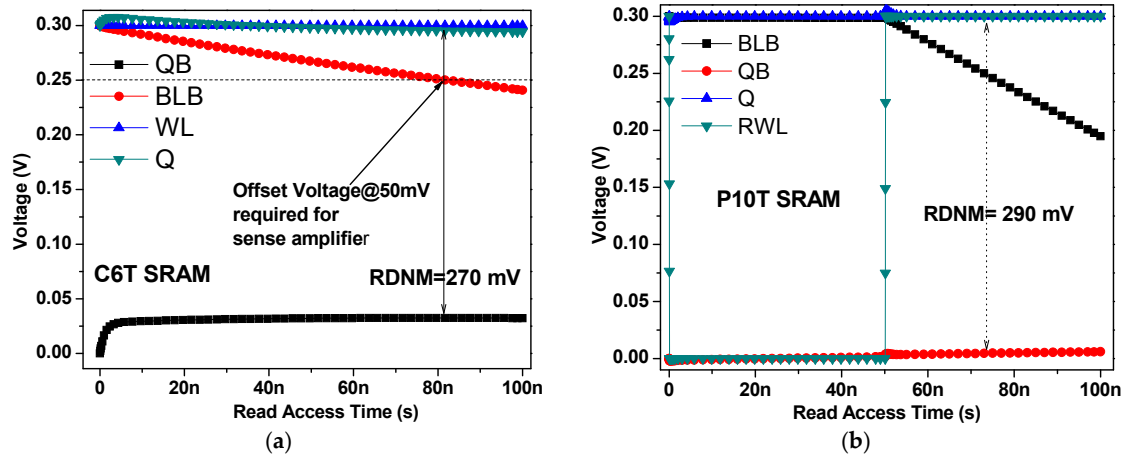 0.30
0.25
0.20
0.15
0.10
0.05
0.00
Voltage (V)
QB
BLB
WL
Q
Offset Voltage@50mV
required for
sense amplifier
C6T SRAM
RDNM=270 mV
0
20n
40n
60n
80n
100n
Read Access Time (s)
(a)
0.30
0.25
0.20
0.15
0.10
0.05
0.00
Voltage (V)
BLB
QB
Q
RWL
P10T SRAM
RDNM= 290 mV
0
20n
40n
60n
80n
100n
Read Access Time (s)
(b)